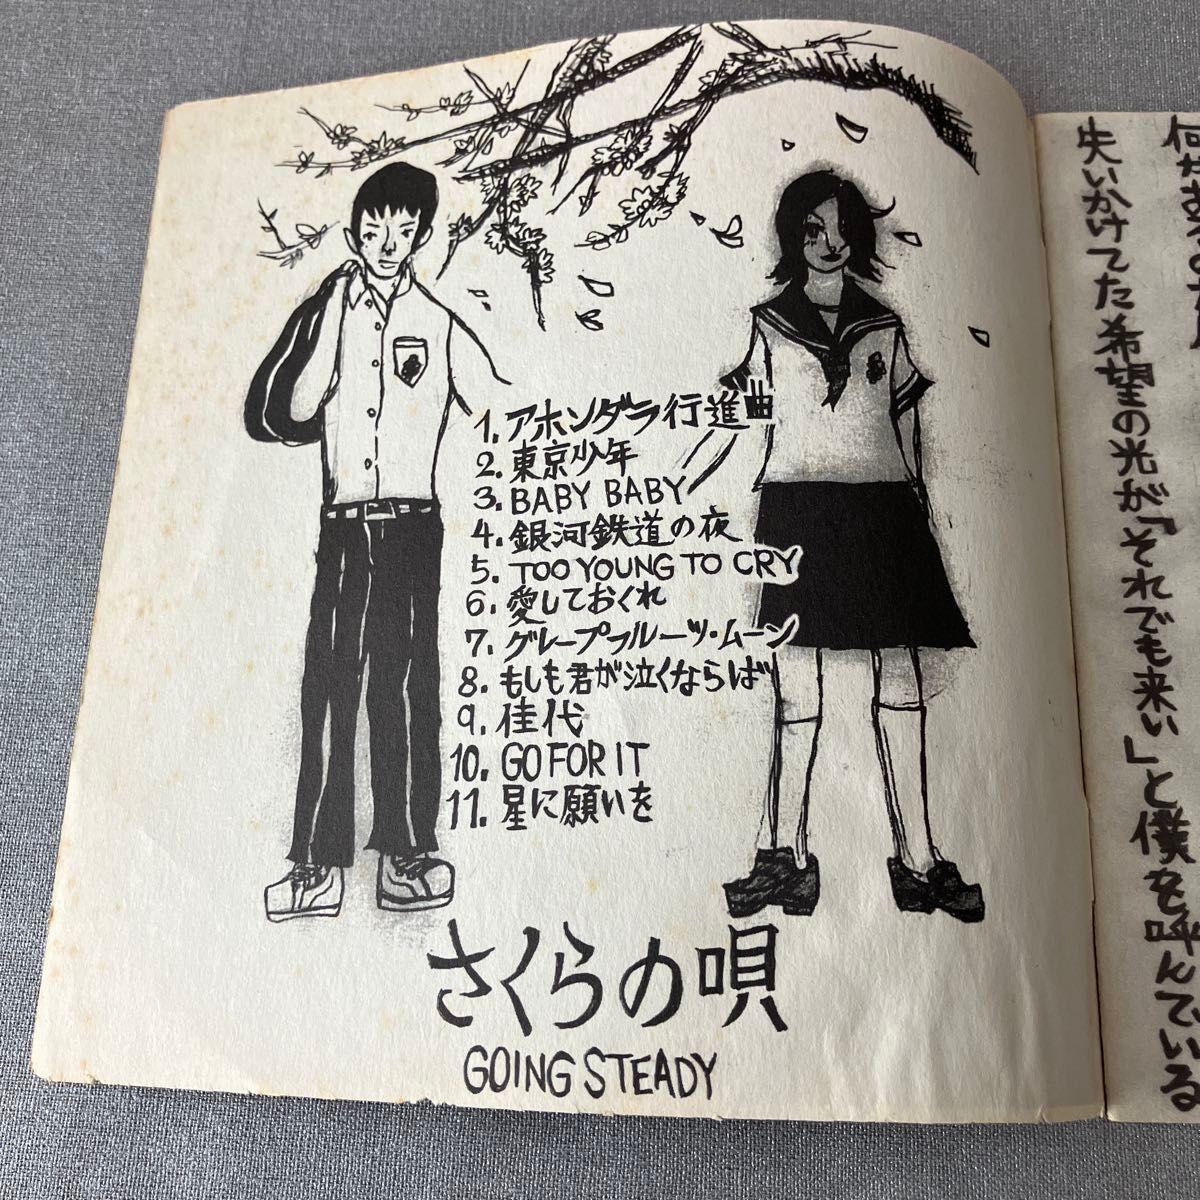 1. アホンダラ行進曲
2. 東京少年
3. BABY BABY
4. 銀河鉄道の夜
5. TOO YOUNG TO CRY
6. 愛しておくれ
7. グレープフルーツ・ムーン
8. もしも君が泣くならば
9. 佳代
10. GO FOR IT
11. 星に願いを
さくらの唄
GOING STEADY
失いかけてた希望の光が「それでも来い」と僕を呼んでいる